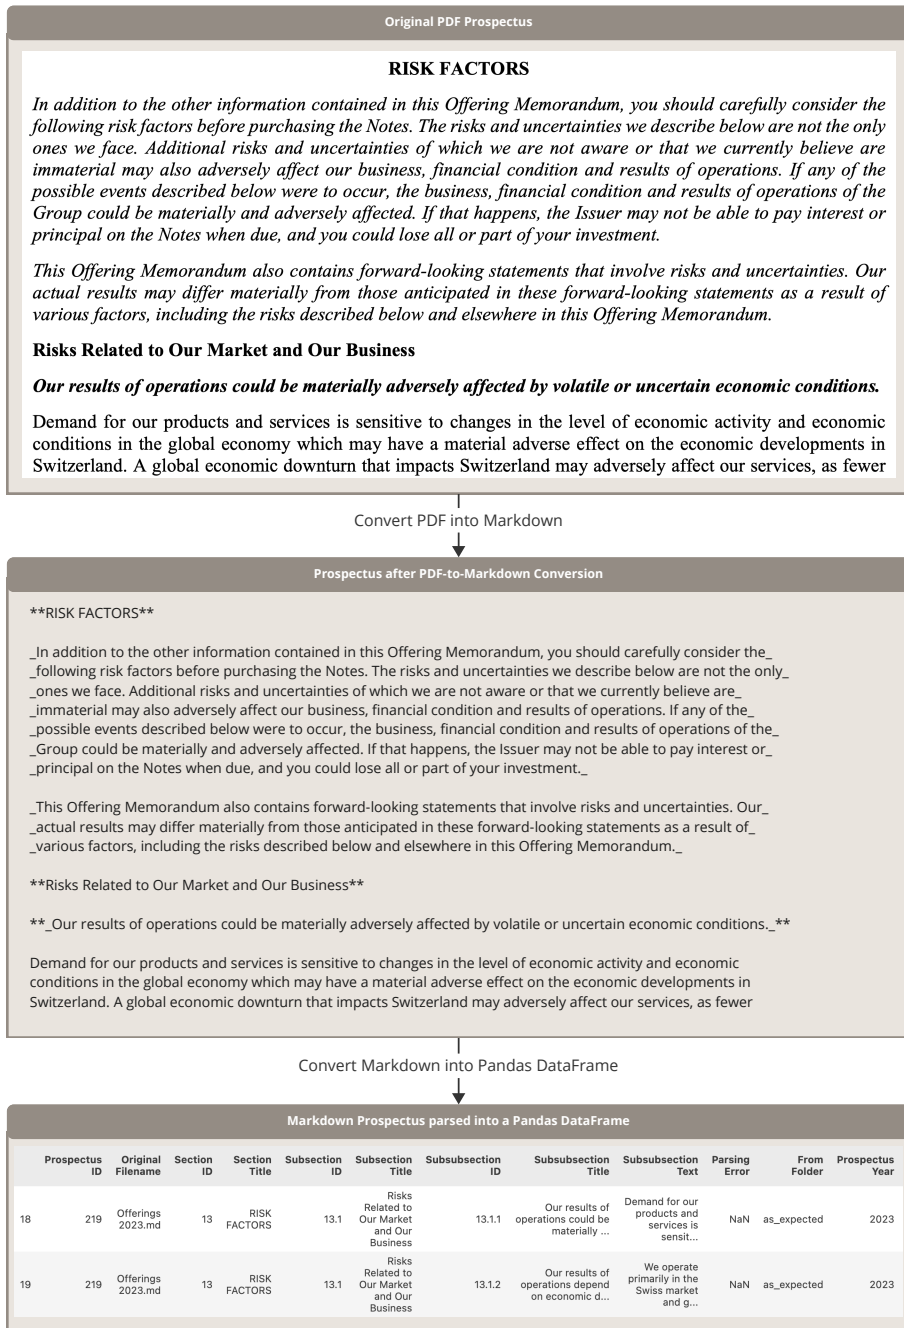 Original PDF Prospectus
RISK FACTORS
In addition to the other information contained in this Offering Memorandum, you should carefully consider the
following risk factors before purchasing the Notes. The risks and uncertainties we describe below are not the only
ones we face. Additional risks and uncertainties of which we are not aware or that we currently believe are
immaterial may also adversely affect our business, financial condition and results of operations. If any of the
possible events described below were to occur, the business, financial condition and results of operations of the
Group could be materially and adversely affected. If that happens, the Issuer may not be able to pay interest or
principal on the Notes when due, and you could lose all or part of your investment.
This Offering Memorandum also contains forward-looking statements that involve risks and uncertainties. Our
actual results may differ materially from those anticipated in these forward-looking statements as a result of
various factors, including the risks described below and elsewhere in this Offering Memorandum.
Risks Related to Our Market and Our Business
Our results of operations could be materially adversely affected by volatile or uncertain economic conditions.
Demand for our products and services is sensitive to changes in the level of economic activity and economic
conditions in the global economy which may have a material adverse effect on the economic developments in
Switzerland. A global economic downturn that impacts Switzerland may adversely affect our services, as fewer
Convert PDF into Markdown
Prospectus after PDF-to-Markdown Conversion
**RISK FACTORS**
_In addition to the other information contained in this Offering Memorandum, you should carefully consider the_
_following risk factors before purchasing the Notes. The risks and uncertainties we describe below are not the only_
_ones we face. Additional risks and uncertainties of which we are not aware or that we currently believe are_
_immaterial may also adversely affect our business, financial condition and results of operations. If any of the_
_possible events described below were to occur, the business, financial condition and results of operations of the_
_Group could be materially and adversely affected. If that happens, the Issuer may not be able to pay interest or_
_principal on the Notes when due, and you could lose all or part of your investment._
_This Offering Memorandum also contains forward-looking statements that involve risks and uncertainties. Our_
_actual results may differ materially from those anticipated in these forward-looking statements as a result of_
_various factors, including the risks described below and elsewhere in this Offering Memorandum._
**Risks Related to Our Market and Our Business**
**_Our results of operations could be materially adversely affected by volatile or uncertain economic conditions._**
Demand for our products and services is sensitive to changes in the level of economic activity and economic
conditions in the global economy which may have a material adverse effect on the economic developments in
Switzerland. A global economic downturn that impacts Switzerland may adversely affect our services, as fewer
Convert Markdown into Pandas DataFrame
Markdown Prospectus parsed into a Pandas DataFrame
Prospectus ID Original Filename Section ID Section Title Subsection ID Subsection Title Subsubsection ID Subsubsection Title Subsubsection Text Parsing Error From Folder Prospectus Year
18 219 Offerings 2023.md 13 RISK FACTORS 13.1 Risks Related to Our Market and Our Business 13.1.1 Our results of operations could be materially ... Demand for our products and services is sensit... NaN as_expected 2023
19 219 Offerings 2023.md 13 RISK FACTORS 13.1 Risks Related to Our Market and Our Business 13.1.2 Our results of operations depend on economic d... We operate primarily in the Swiss market and g... NaN as_expected 2023